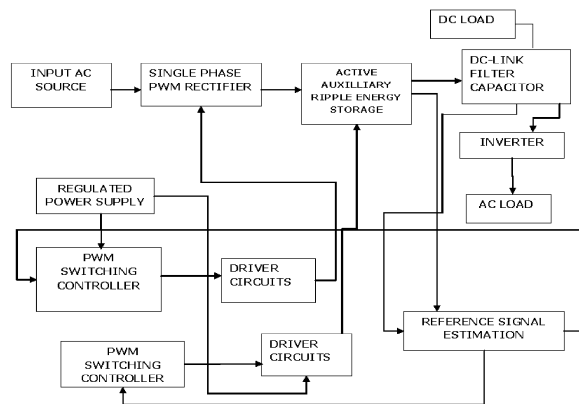 DC LOAD
INPUT AC
SOURCE
SINGLE PHASE
PWM RECTIFIER
ACTIVE
AUXILLIARY
RIPPLE ENERGY
STORAGE
DC-LINK
FILTER
CAPACITOR
INVERTER
AC LOAD
REGULATED
POWER SUPPLY
PWM
SWITCHING
CONTROLLER
DRIVER
CIRCUITS
PWM
SWITCHING
CONTROLLER
DRIVER
CIRCUITS
REFERENCE SIGNAL
ESTIMATION